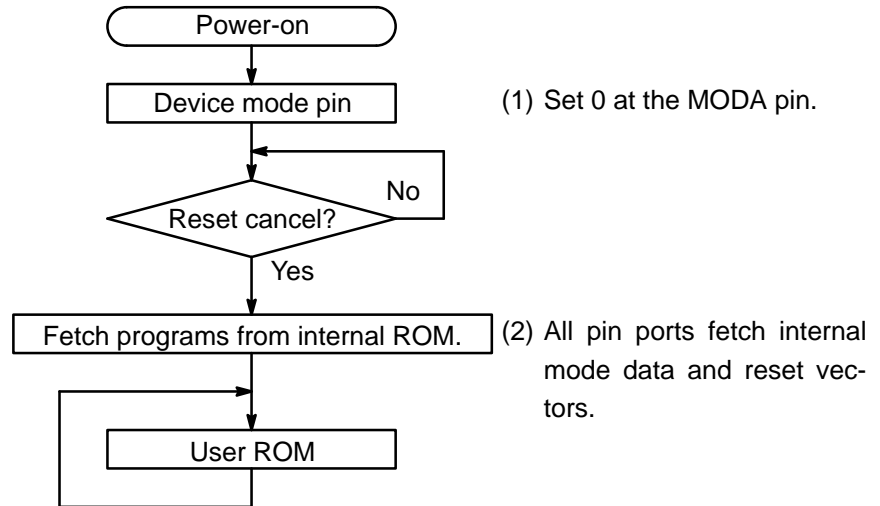 Power-on
Device mode pin
(1) Set 0 at the MODA pin.
No
Reset cancel?
Yes
Fetch programs from internal ROM.
(2) All pin ports fetch internal
mode data and reset vec-
tors.
User ROM